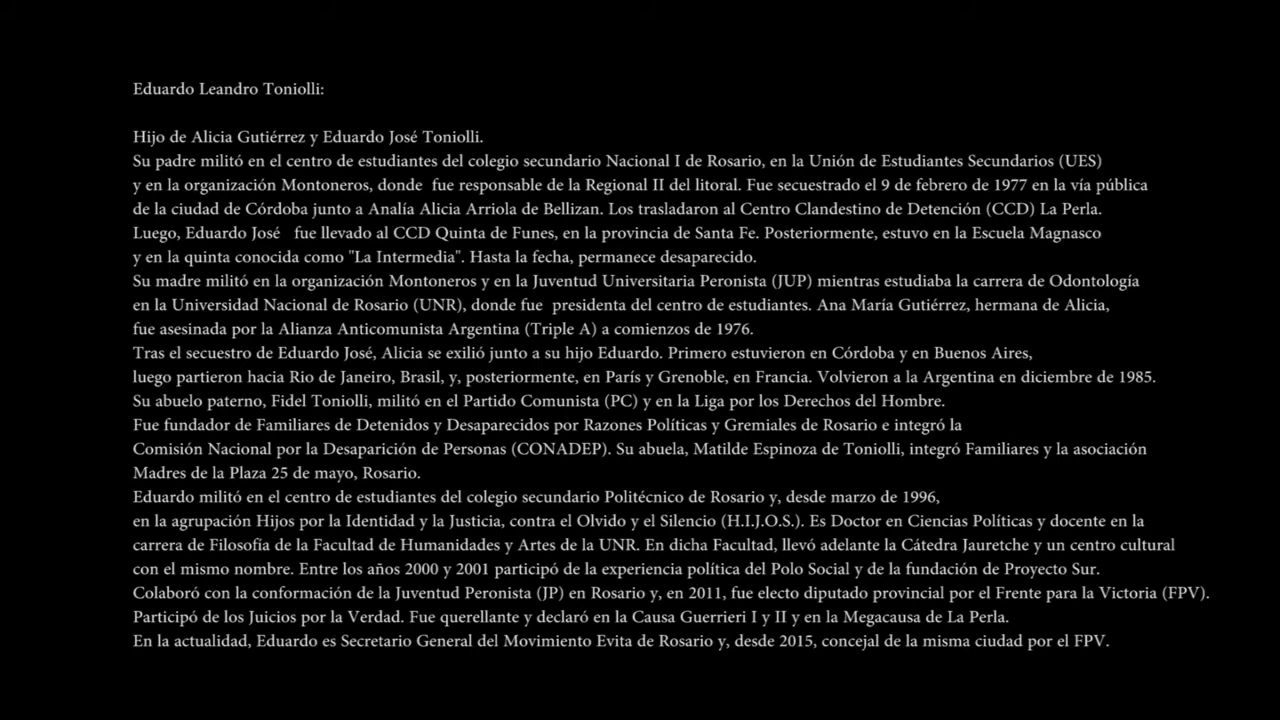 Eduardo Leandro Toniolli:
Hijo de Alicia Gutiérrez y Eduardo José Toniolli.
Su padre militó en el centro de estudiantes del colegio secundario Nacional I de Rosario, en la Unión de Estudiantes Secundarios (UES)
y en la organización Montoneros, donde  fue responsable de la Regional II del litoral. Fue secuestrado el 9 de febrero de 1977 en la vía pública
de la ciudad de Córdoba junto a Analía Alicia Arriola de Bellizan. Los trasladaron al Centro Clandestino de Detención (CCD) La Perla.
Luego, Eduardo José   fue llevado al CCD Quinta de Funes, en la provincia de Santa Fe. Posteriormente, estuvo en la Escuela Magnasco
y en la quinta conocida como "La Intermedia". Hasta la fecha, permanece desaparecido.
Su madre militó en la organización Montoneros y en la Juventud Universitaria Peronista (JUP) mientras estudiaba la carrera de Odontología
en la Universidad Nacional de Rosario (UNR), donde fue  presidenta del centro de estudiantes. Ana María Gutiérrez, hermana de Alicia,
fue asesinada por la Alianza Anticomunista Argentina (Triple A) a comienzos de 1976.
Tras el secuestro de Eduardo José, Alicia se exilió junto a su hijo Eduardo. Primero estuvieron en Córdoba y en Buenos Aires,
luego partieron hacia Rio de Janeiro, Brasil, y, posteriormente, en París y Grenoble, en Francia. Volvieron a la Argentina en diciembre de 1985.
Su abuelo paterno, Fidel Toniolli, militó en el Partido Comunista (PC) y en la Liga por los Derechos del Hombre.
Fue fundador de Familiares de Detenidos y Desaparecidos por Razones Políticas y Gremiales de Rosario e integró la
Comisión Nacional por la Desaparición de Personas (CONADEP). Su abuela, Matilde Espinoza de Toniolli, integró Familiares y la asociación
Madres de la Plaza 25 de mayo, Rosario.
Eduardo militó en el centro de estudiantes del colegio secundario Politécnico de Rosario y, desde marzo de 1996,
en la agrupación Hijos por la Identidad y la Justicia, contra el Olvido y el Silencio (H.I.J.O.S.). Es Doctor en Ciencias Políticas y docente en la
carrera de Filosofía de la Facultad de Humanidades y Artes de la UNR. En dicha Facultad, llevó adelante la Cátedra Jauretche y un centro cultural
con el mismo nombre. Entre los años 2000 y 2001 participó de la experiencia política del Polo Social y de la fundación de Proyecto Sur.
Colaboró con la conformación de la Juventud Peronista (JP) en Rosario y, en 2011, fue electo diputado provincial por el Frente para la Victoria (FPV).
Participó de los Juicios por la Verdad. Fue querellante y declaró en la Causa Guerrieri I y II y en la Megacausa de La Perla.
En la actualidad, Eduardo es Secretario General del Movimiento Evita de Rosario y, desde 2015, concejal de la misma ciudad por el FPV.